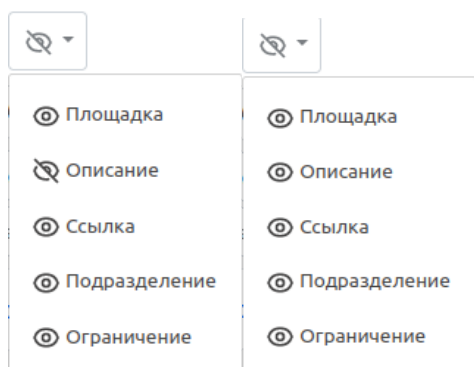 Площадка
Описание
Ссылка
Подразделение
Ограничение
Площадка
Описание
Ссылка
Подразделение
Ограничение